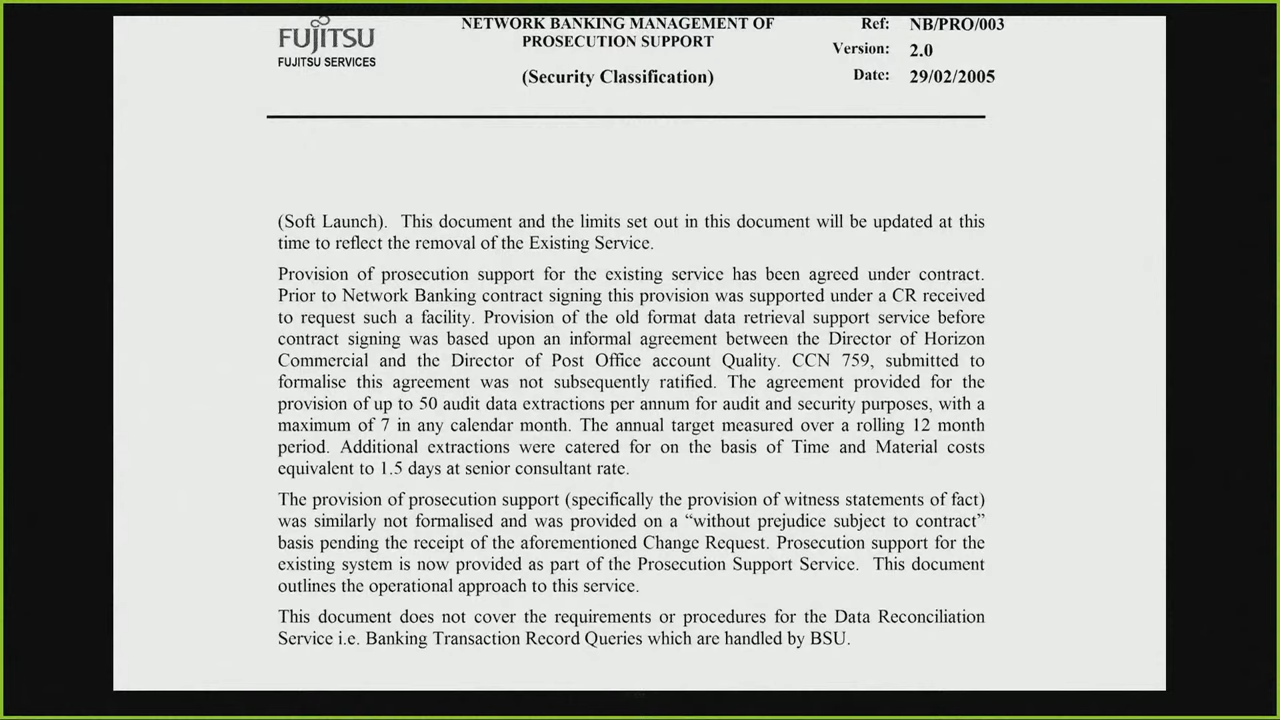 FUJITSU
FUJITSU SERVICES
NETWORK BANKING MANAGEMENT OF
PROSECUTION SUPPORT
(Security Classification)
Ref: NB/PRO/003
Version: 2.0
Date: 29/02/2005
(Soft Launch). This document and the limits set out in this document will be updated at this
time to reflect the removal of the Existing Service.
Provision of prosecution support for the existing service has been agreed under contract.
Prior to Network Banking contract signing this provision was supported under a CR received
to request such a facility. Provision of the old format data retrieval support service before
contract signing was based upon an informal agreement between the Director of Horizon
Commercial and the Director of Post Office account Quality. CCN 759, submitted to
formalise this agreement was not subsequently ratified. The agreement provided for the
provision of up to 50 audit data extractions per annum for audit and security purposes, with a
maximum of 7 in any calendar month. The annual target measured over a rolling 12 month
period. Additional extractions were catered for on the basis of Time and Material costs
equivalent to 1.5 days at senior consultant rate.
The provision of prosecution support (specifically the provision of witness statements of fact)
was similarly not formalised and was provided on a “without prejudice subject to contract”
basis pending the receipt of the aforementioned Change Request. Prosecution support for the
existing system is now provided as part of the Prosecution Support Service. This document
outlines the operational approach to this service.
This document does not cover the requirements or procedures for the Data Reconciliation
Service i.e. Banking Transaction Record Queries which are handled by BSU.